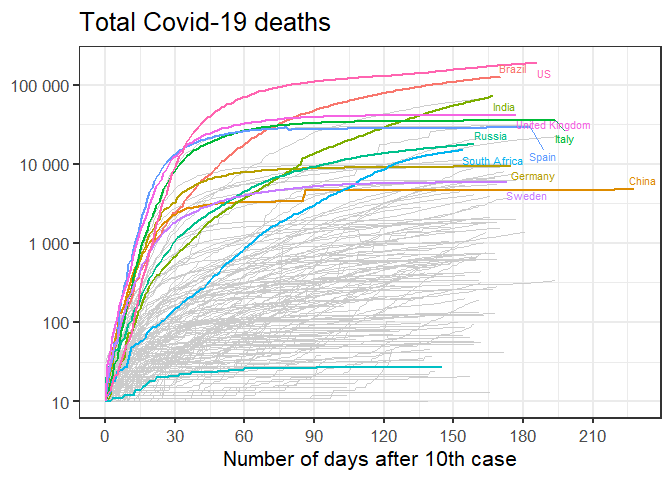 Total Covid-19 deaths
100 000
10 000
1 000
100
10
Brazil
US
India
United Kingdom
Italy
Russia
Spain
South Africa
Germany
China
Sweden
0 30 60 90 120 150 180 210
Number of days after 10th case